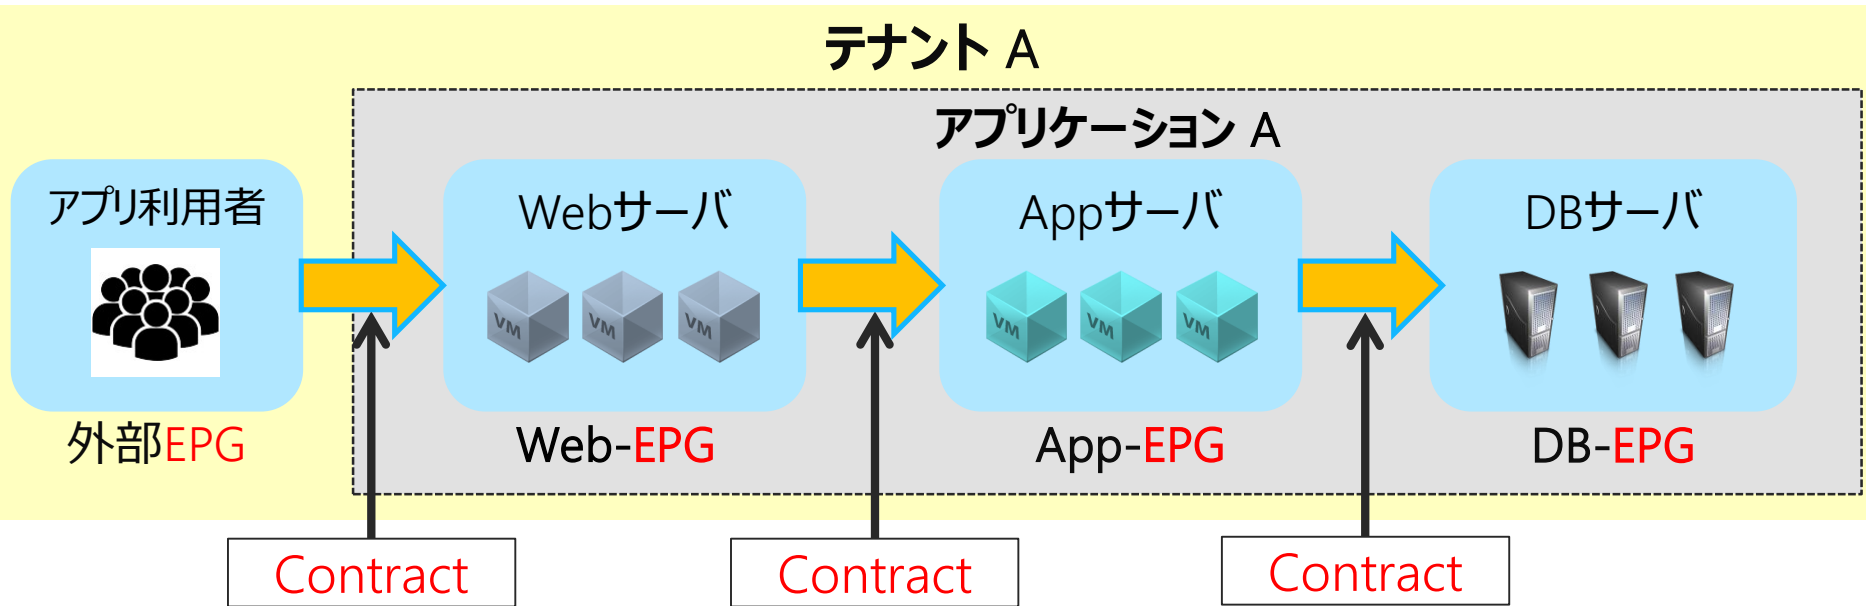 テナント A
アプリケーション A
アプリ利用者
Webサーバ
Appサーバ
DBサーバ
VM
VM
VM
VM
VM
VM
外部EPG
Web-EPG
App-EPG
DB-EPG
Contract
Contract
Contract